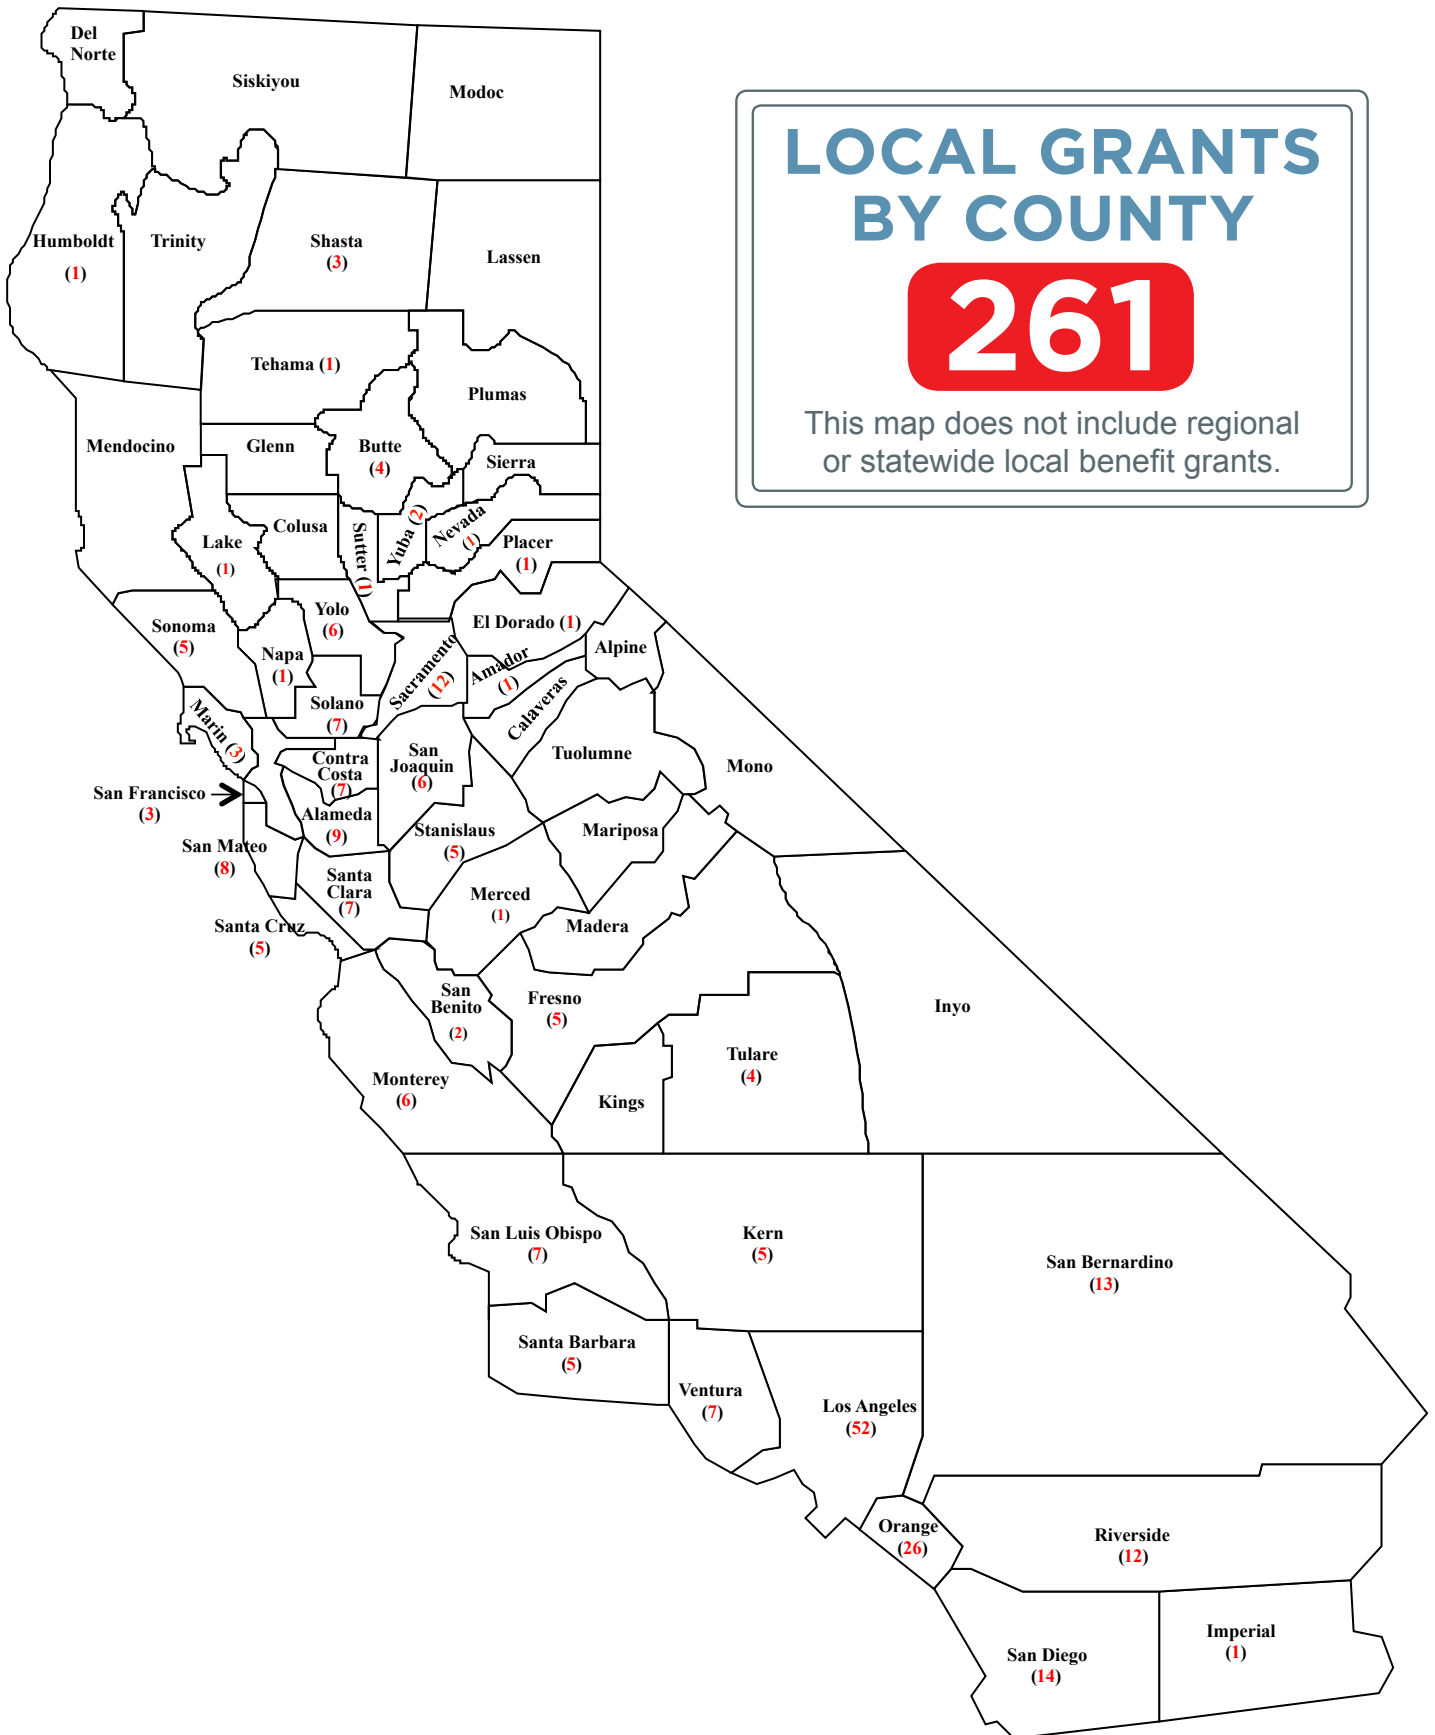 LOCAL GRANTS
BY COUNTY
261
This map does not include regional
or statewide local benefit grants.
Del
Norte
Siskiyou
Modoc
Humboldt
(1)
Trinity
Shasta
(3)
Lassen
Tehama (1)
Plumas
Mendocino
Glenn
Butte
(4)
Sierra
Colusa
Sutter (1)
Yuba (2)
Nevada
(1)
Placer
(1)
Lake
(1)
Sonoma
(5)
Napa
(1)
Yolo
(6)
El Dorado (1)
Sacramento
(12)
Amador
(1)
Alpine
Solano
(7)
Calaveras
Marin (3)
Contra
Costa
(7)
San
Joaquin
(6)
Tuolumne
Mono
San Francisco
(3)
Alameda
(9)
Stanislaus
(5)
Mariposa
San Mateo
(8)
Santa
Clara
(7)
Merced
(1)
Madera
Santa Cruz
(5)
San
Benito
(2)
Fresno
(5)
Inyo
Monterey
(6)
Kings
Tulare
(4)
San Luis Obispo
(7)
Kern
(5)
San Bernardino
(13)
Santa Barbara
(5)
Ventura
(7)
Los Angeles
(52)
Orange
(26)
Riverside
(12)
San Diego
(14)
Imperial
(1)